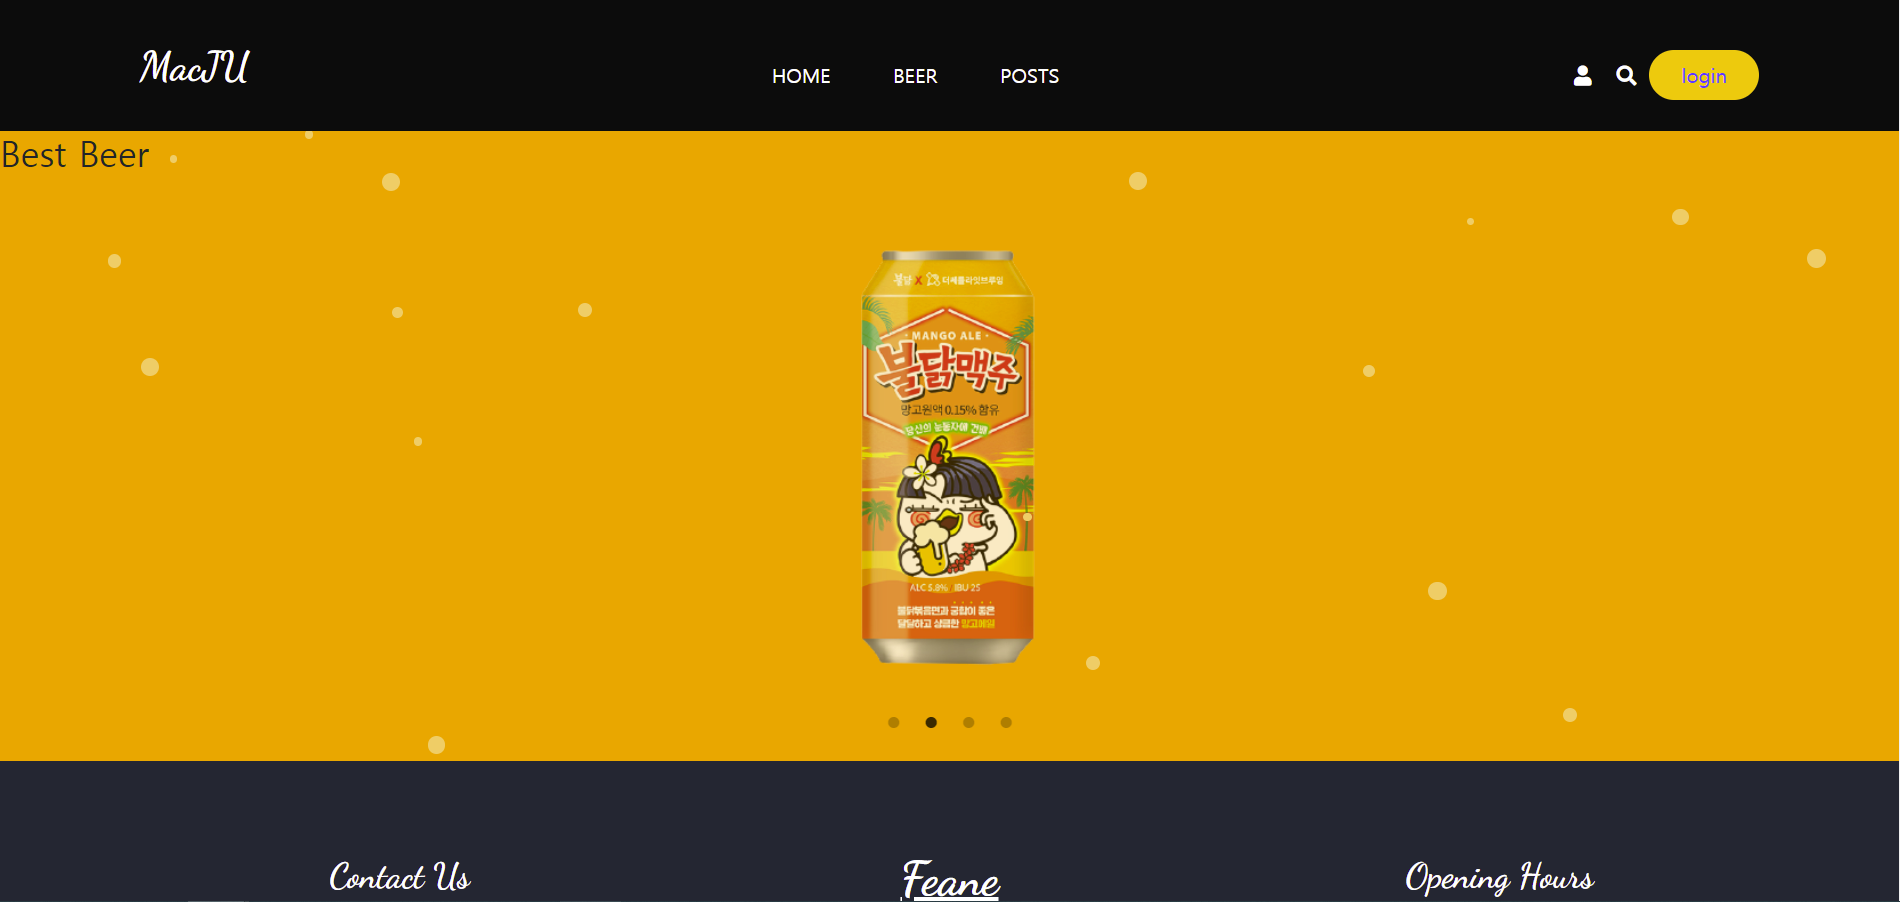 MacJU
HOME
BEER
POSTS
login
Best Beer
불닭 X 더쎄를라잇브루잉
MANGO ALE
불닭맥주
망고원액 0.15% 함유
당신의 눈동자에 건배
ALC 5.8% IBU 25
불닭볶음면과 궁합이 좋은
달달하고 상큼한 망고에일
Contact Us
Feane
Opening Hours